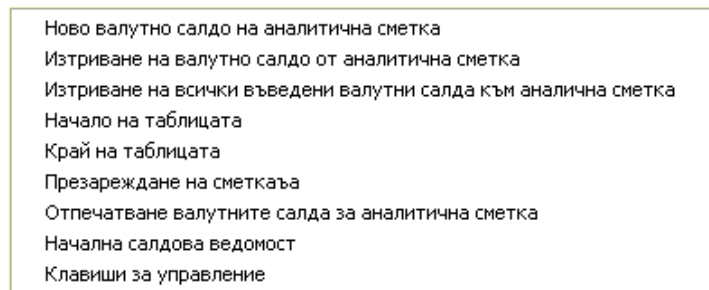 Ново валутно салдо на аналитична сметка
Изтриване на валутно салдо от аналитична сметка
Изтриване на всички въведени валутни салда към аналична сметка
Начало на таблицата
Край на таблицата
Презареждане на сметкаъа
Отпечатване валутните салда за аналитична сметка
Начална салдова ведомост
Клавиши за управление